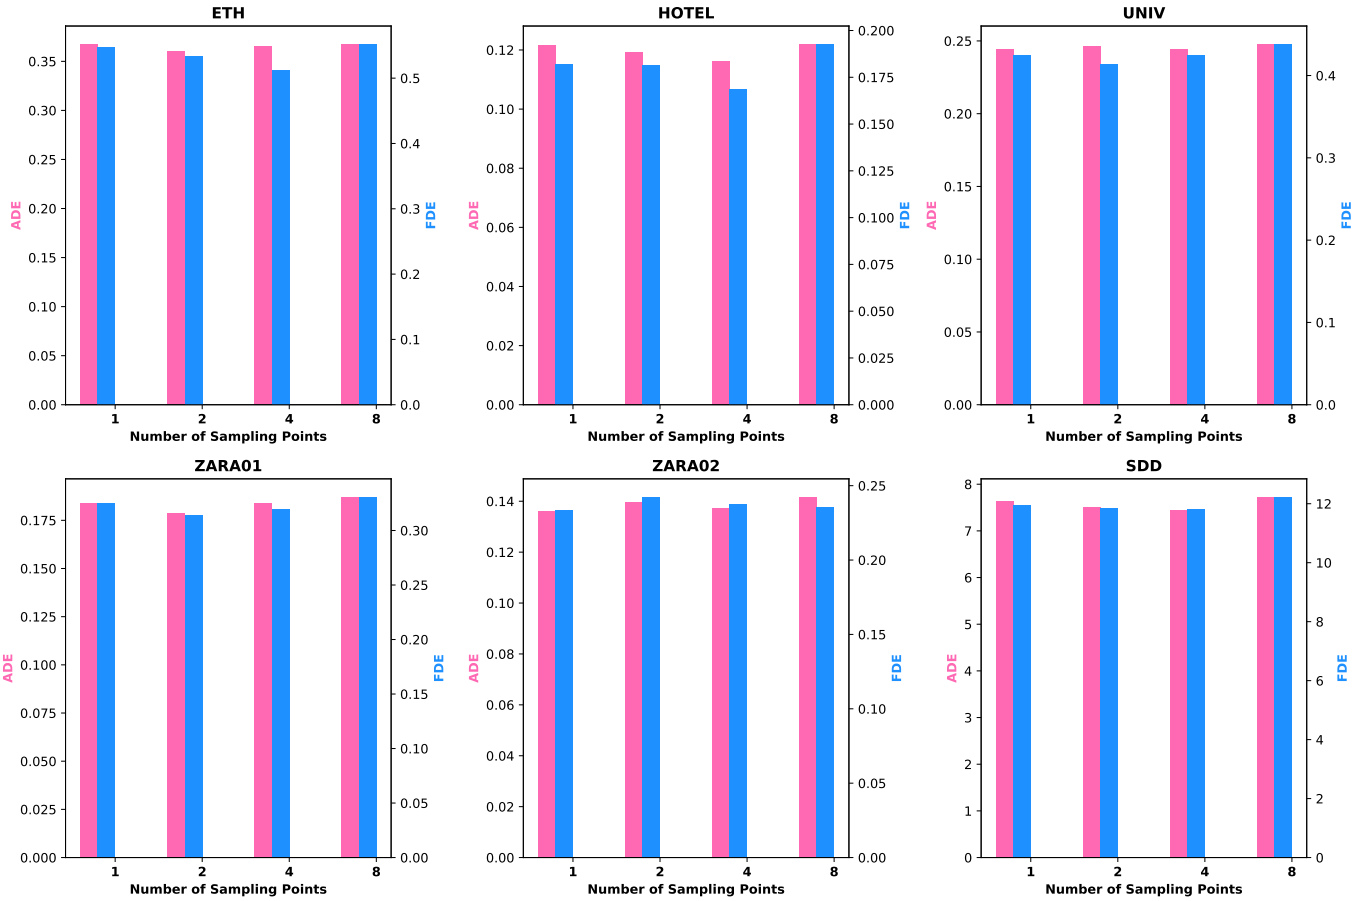 ETH
0.35
0.30
0.25
0.20
0.15
0.10
0.05
0.00
ADE
0.5
0.4
0.3
0.2
0.1
0.0
FDE
1 2 4 8
Number of Sampling Points
HOTEL
0.12
0.10
0.08
0.06
0.04
0.02
0.00
ADE
0.200
0.175
0.150
0.125
0.100
0.075
0.050
0.025
0.000
FDE
1 2 4 8
Number of Sampling Points
UNIV
0.25
0.20
0.15
0.10
0.05
0.00
ADE
0.4
0.3
0.2
0.1
0.0
FDE
1 2 4 8
Number of Sampling Points
ZARA01
0.175
0.150
0.125
0.100
0.075
0.050
0.025
0.000
ADE
0.30
0.25
0.20
0.15
0.10
0.05
0.00
FDE
1 2 4 8
Number of Sampling Points
ZARA02
0.14
0.12
0.10
0.08
0.06
0.04
0.02
0.00
ADE
0.25
0.20
0.15
0.10
0.05
0.00
FDE
1 2 4 8
Number of Sampling Points
SDD
8
7
6
5
4
3
2
1
0
ADE
12
10
8
6
4
2
0
FDE
1 2 4 8
Number of Sampling Points